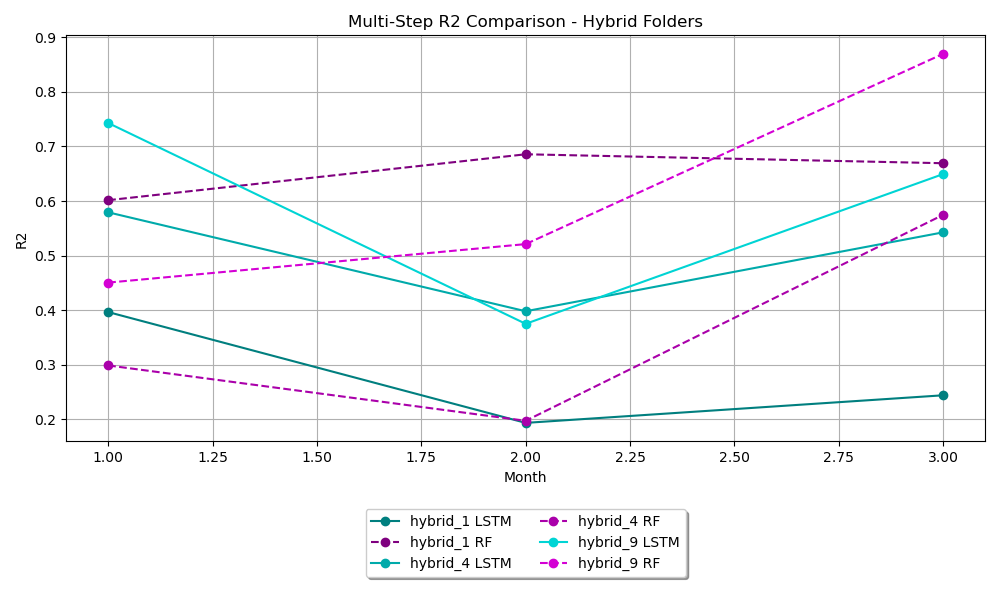 Multi-Step R2 Comparison - Hybrid Folders
R2
0.9
0.8
0.7
0.6
0.5
0.4
0.3
0.2
1.00 1.25 1.50 1.75 2.00 2.25 2.50 2.75 3.00
Month
hybrid_1 LSTM
hybrid_1 RF
hybrid_4 LSTM
hybrid_4 RF
hybrid_9 LSTM
hybrid_9 RF